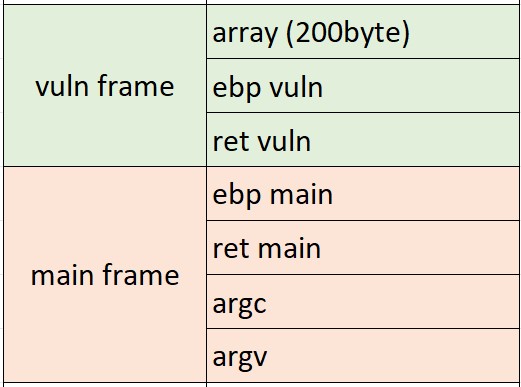 vuln frame
array (200byte)
ebp vuln
ret vuln
main frame
ebp main
ret main
argc
argv